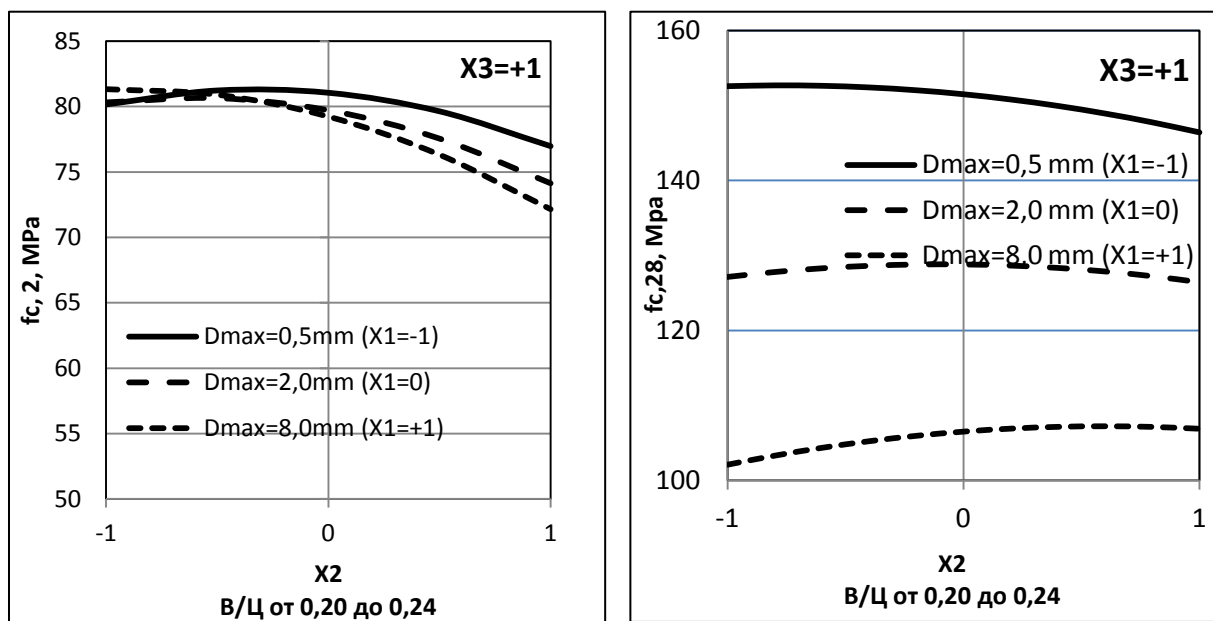 85
80
75
70
65
60
55
50
fc, 2, MPa
X3=+1
Dmax=0,5mm (X1=-1)
Dmax=2,0mm (X1=0)
Dmax=8,0mm (X1=+1)
-1 0 1
X2
В/Ц от 0,20 до 0,24
160
140
120
100
fc,28, Mpa
X3=+1
Dmax=0,5 mm (X1=-1)
Dmax=2,0 mm (X1=0)
Dmax=8,0 mm (X1=+1)
-1 0 1
X2
В/Ц от 0,20 до 0,24